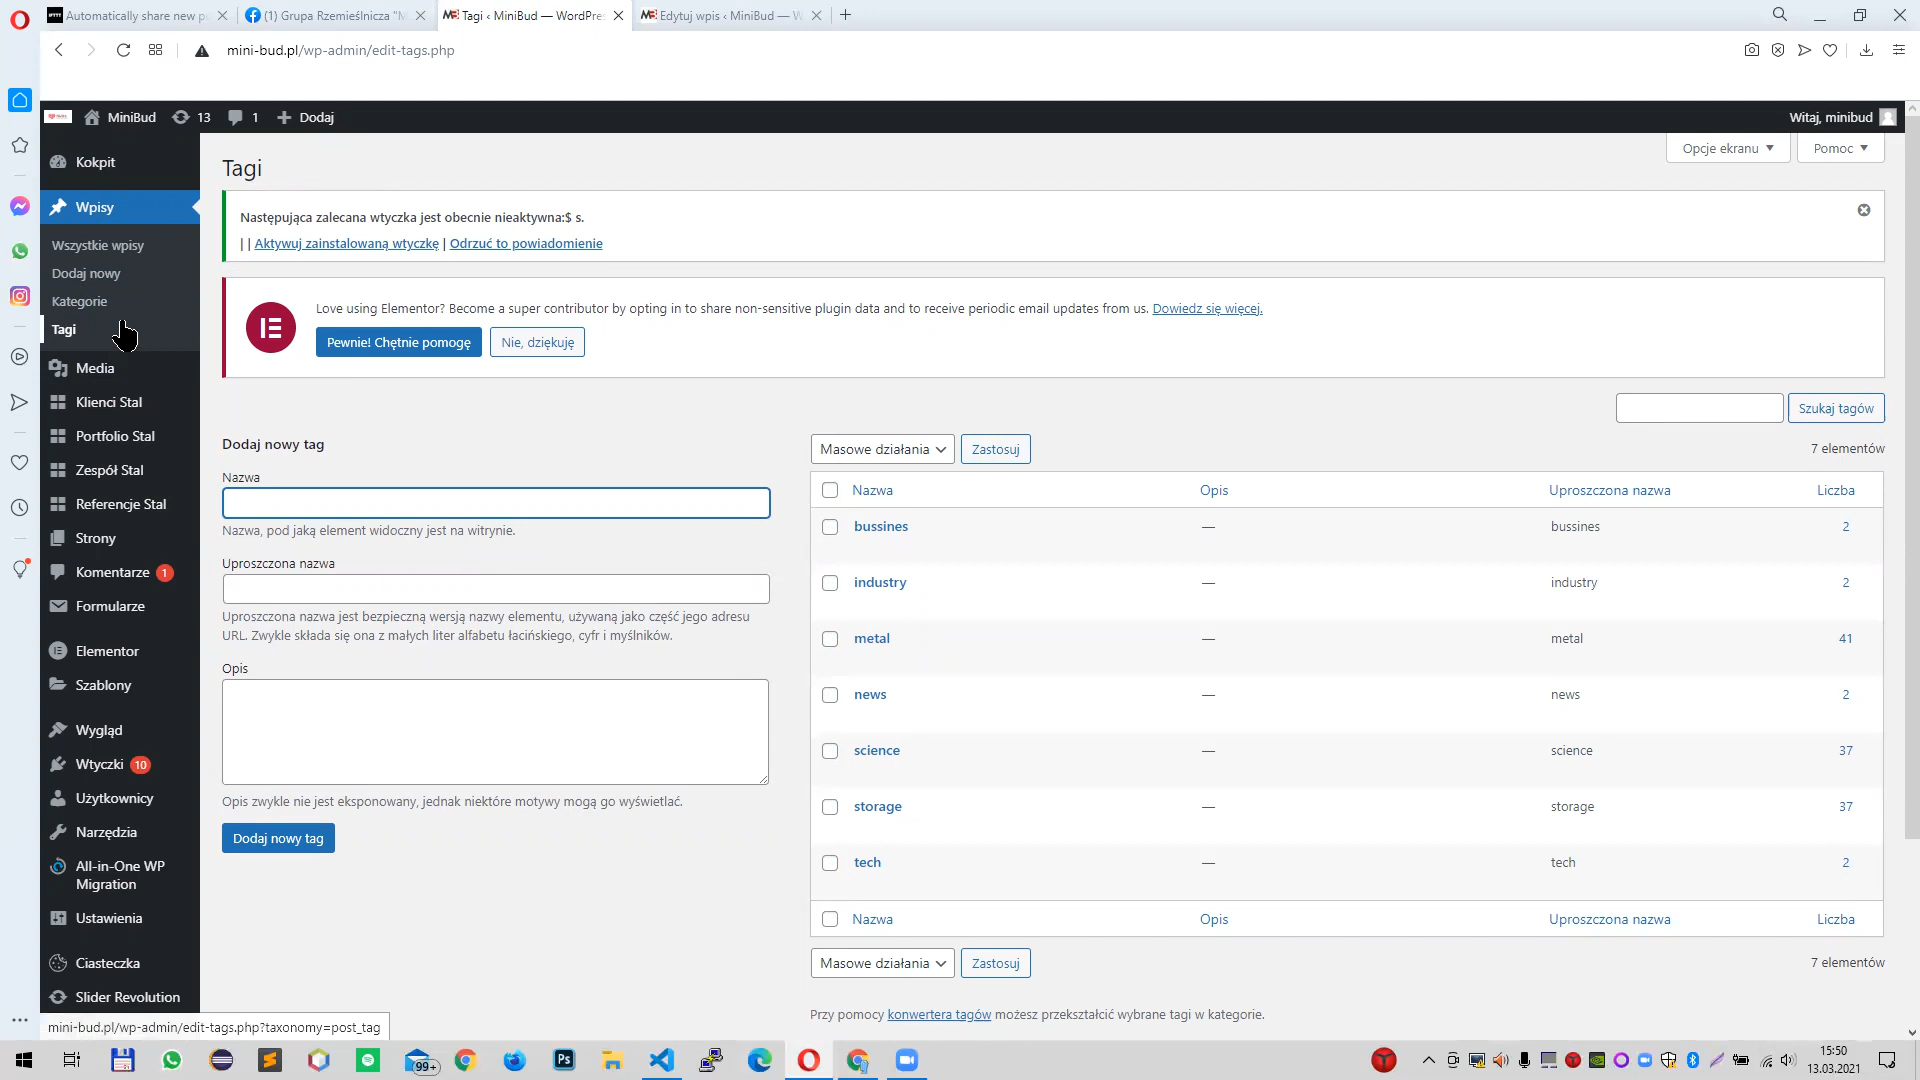 Automatically share new p
(1) Grupa Rzemieślnicza "M
Tagi ‹ MiniBud — WordPre
Edytuj wpis ‹ MiniBud — W
mini-bud.pl/wp-admin/edit-tags.php
MiniBud
13
1
Dodaj
Witaj, minibud
Kokpit
Wpisy
Wszystkie wpisy
Dodaj nowy
Kategorie
Tagi
Media
Klienci Stal
Portfolio Stal
Zespół Stal
Referencje Stal
Strony
Komentarze 1
Formularze
Elementor
Szablony
Wygląd
Wtyczki 10
Użytkownicy
Narzędzia
All-in-One WP
Migration
Ustawienia
Ciasteczka
Slider Revolution
Tagi
Opcje ekranu
Pomoc
Następująca zalecana wtyczka jest obecnie nieaktywna:$ s.
| | Aktywuj zainstalowaną wtyczkę | Odrzuć to powiadomienie
Love using Elementor? Become a super contributor by opting in to share non-sensitive plugin data and to receive periodic email updates from us. Dowiedz się więcej.
Pewnie! Chętnie pomogę
Nie, dziękuję
Szukaj tagów
Dodaj nowy tag
Nazwa
Nazwa, pod jaką element widoczny jest na witrynie.
Uproszczona nazwa
Uproszczona nazwa jest bezpieczną wersją nazwy elementu, używaną jako część jego adresu
URL. Zwykle składa się ona z małych liter alfabetu łacińskiego, cyfr i myślników.
Opis
Opis zwykle nie jest eksponowany, jednak niektóre motywy mogą go wyświetlać.
Dodaj nowy tag
Masowe działania
Zastosuj
7 elementów
Nazwa Opis Uproszczona nazwa Liczba
bussines — bussines 2
industry — industry 2
metal — metal 41
news — news 2
science — science 37
storage — storage 37
tech — tech 2
Nazwa Opis Uproszczona nazwa Liczba
Masowe działania
Zastosuj
7 elementów
Przy pomocy konwertera tagów możesz przekształcić wybrane tagi w kategorie.
mini-bud.pl/wp-admin/edit-tags.php?taxonomy=post_tag
99+
Ps
15:50
13.03.2021